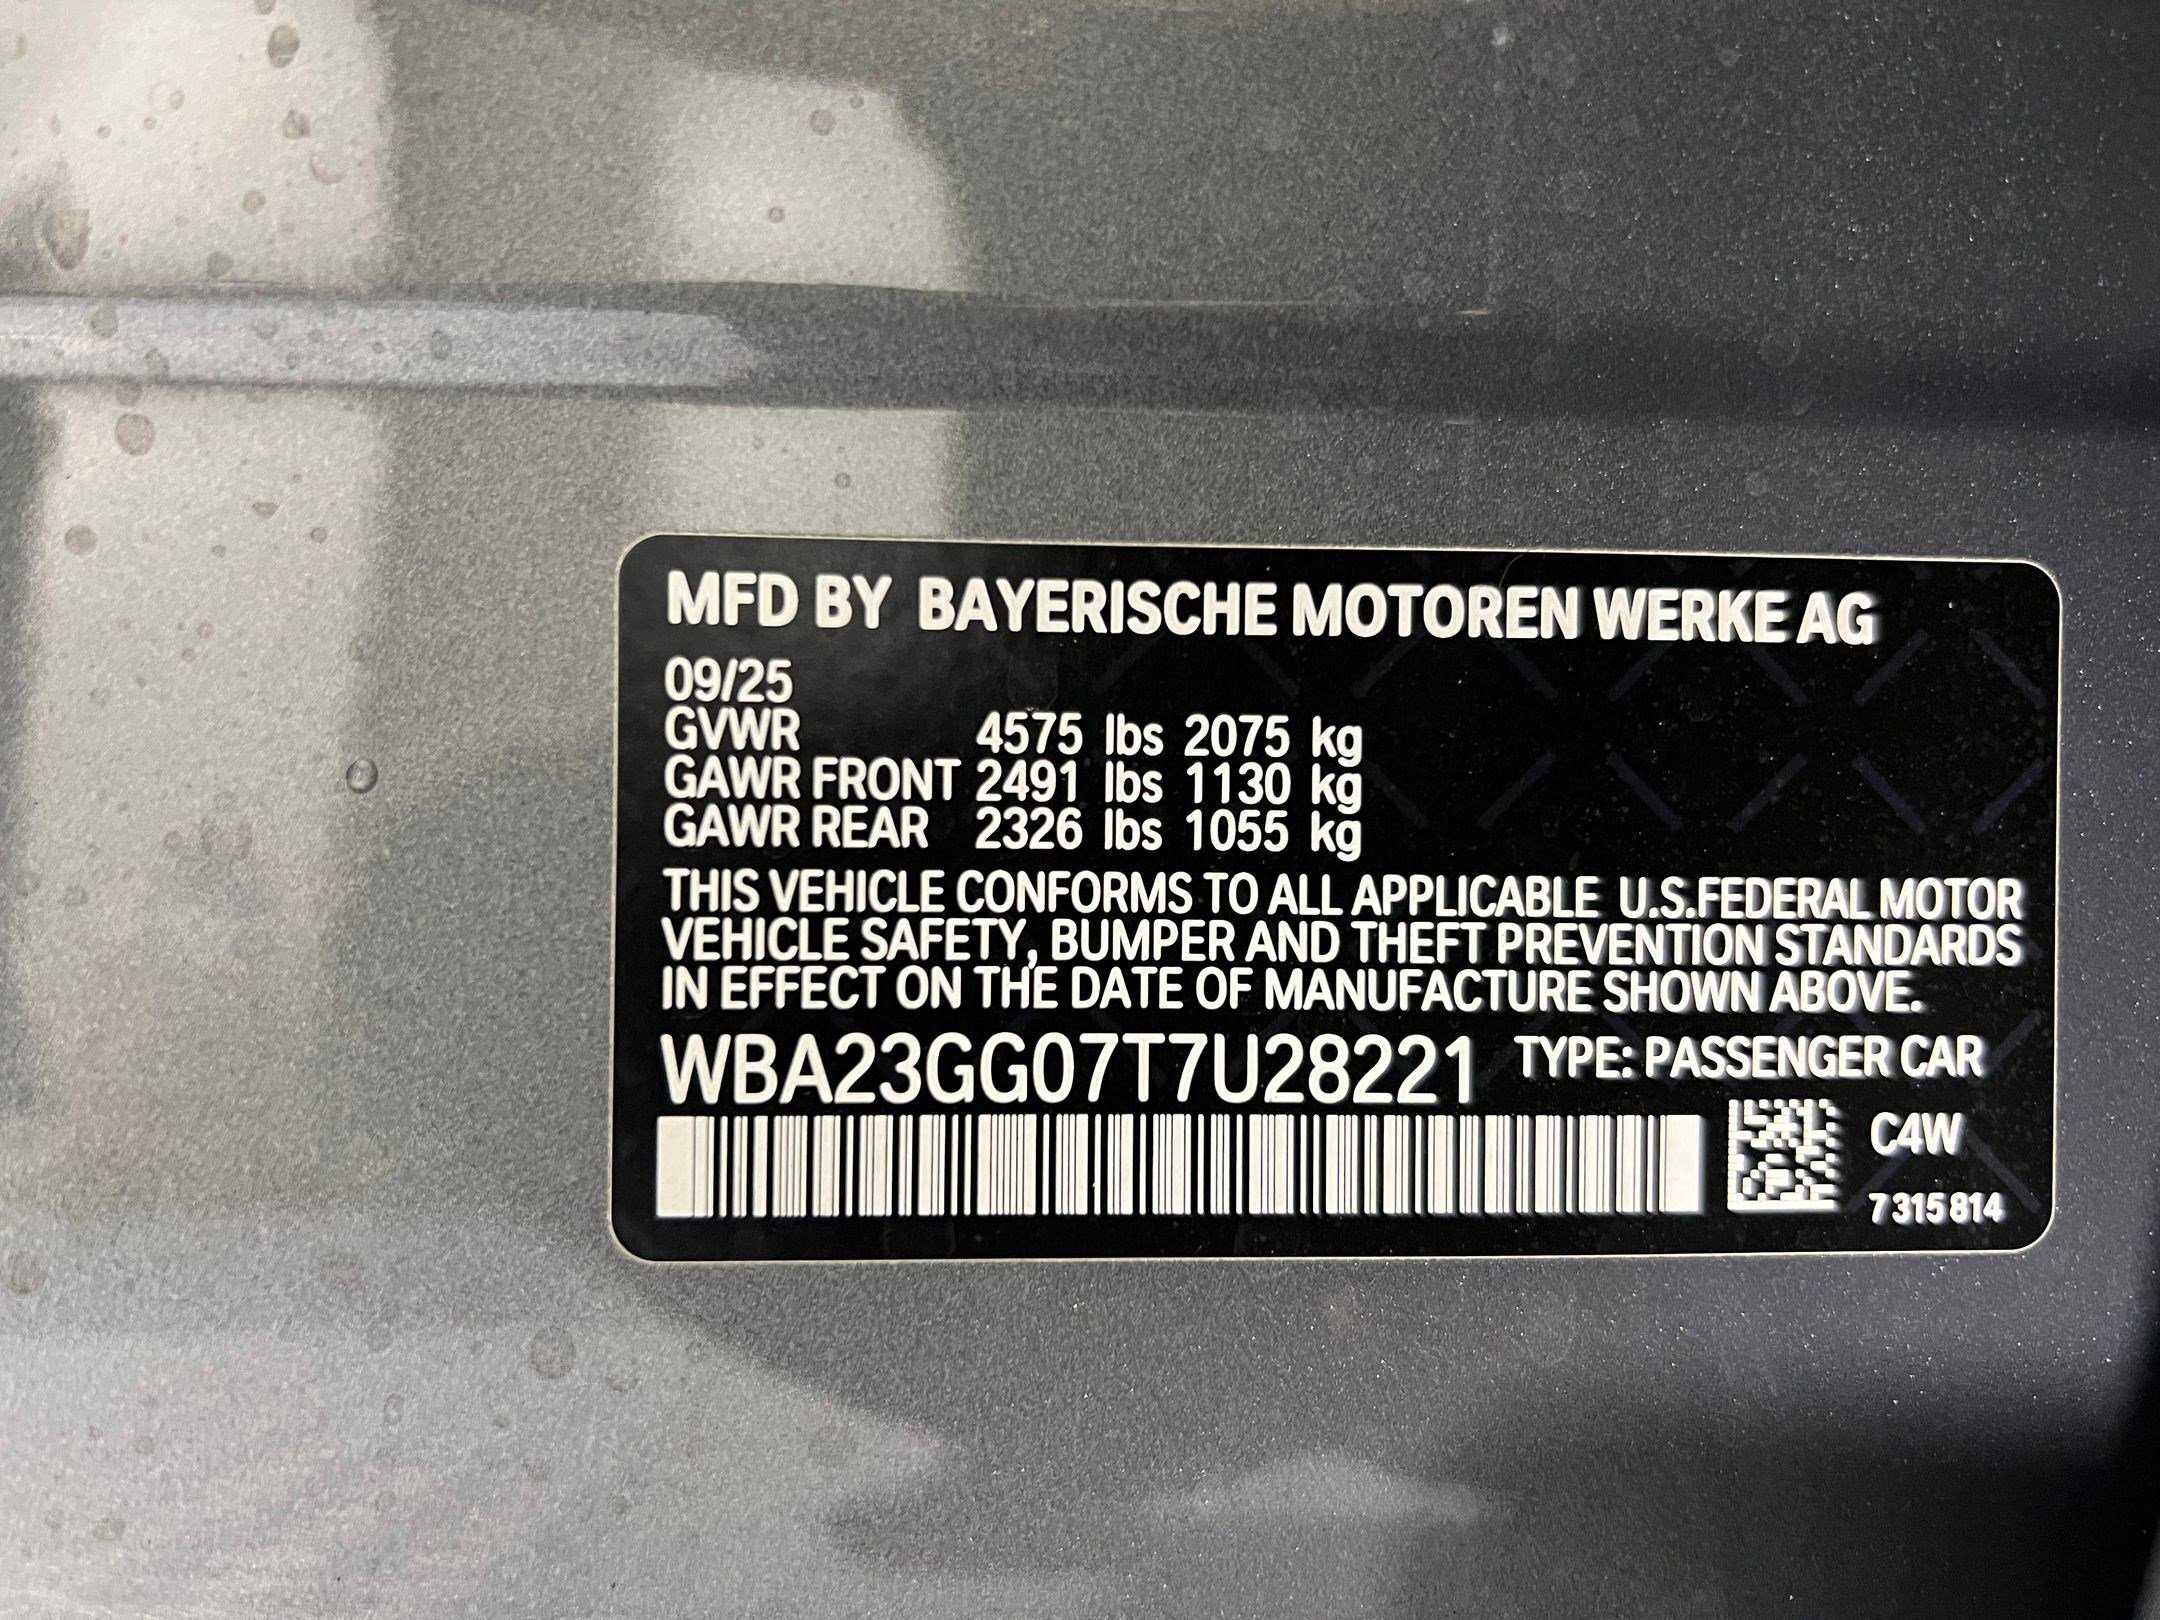 MFD BY BAYERISCHE MOTOREN WERKE AG
09/25
GVWR 4575 lbs 2075 kg
GAWR FRONT 2491 lbs 1130 kg
GAWR REAR 2326 lbs 1055 kg
THIS VEHICLE CONFORMS TO ALL APPLICABLE U.S.FEDERAL MOTOR
VEHICLE SAFETY, BUMPER AND THEFT PREVENTION STANDARDS
IN EFFECT ON THE DATE OF MANUFACTURE SHOWN ABOVE.
WBA23GG07T7U28221 TYPE: PASSENGER CAR
C4W
7 315 814